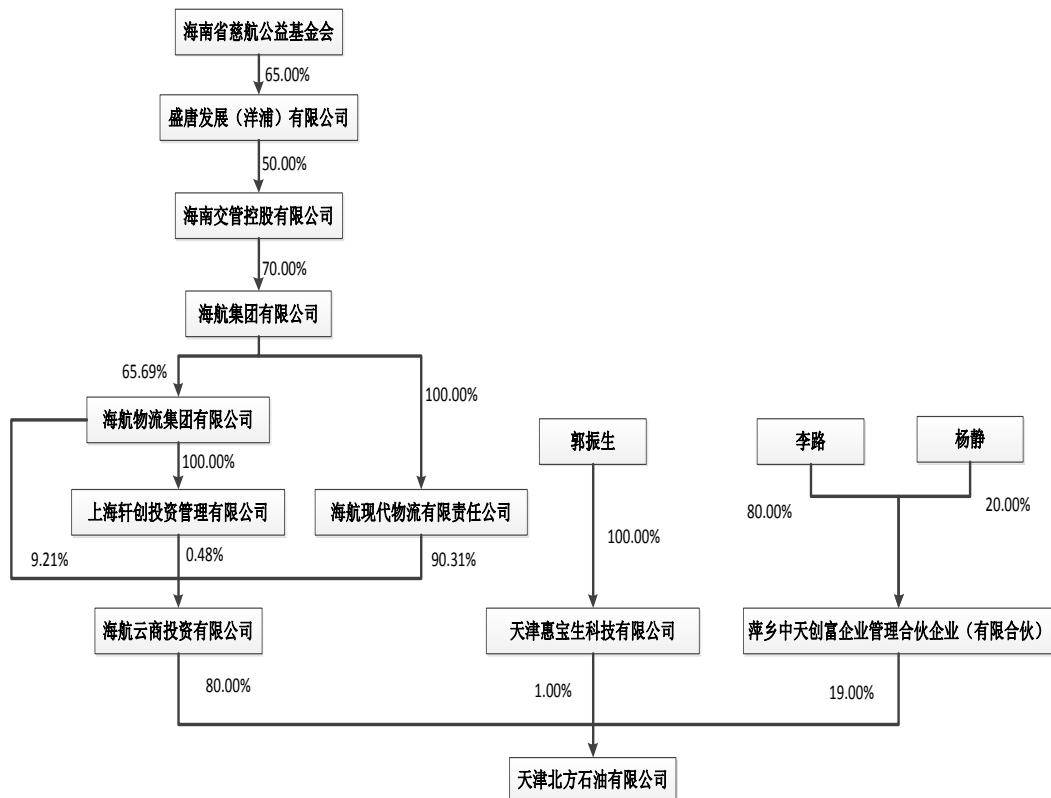 海南省慈航公益基金会
65.00%
盛唐发展（洋浦）有限公司
50.00%
海南交管控股有限公司
70.00%
海航集团有限公司
65.69%
100.00%
海航物流集团有限公司
郭振生
李路
杨静
100.00%
80.00%
20.00%
上海轩创投资管理有限公司
海航现代物流有限责任公司
100.00%
9.21%
0.48%
90.31%
海航云商投资有限公司
天津惠宝生科技有限公司
萍乡中天创富企业管理合伙企业（有限合伙）
80.00%
1.00%
19.00%
天津北方石油有限公司